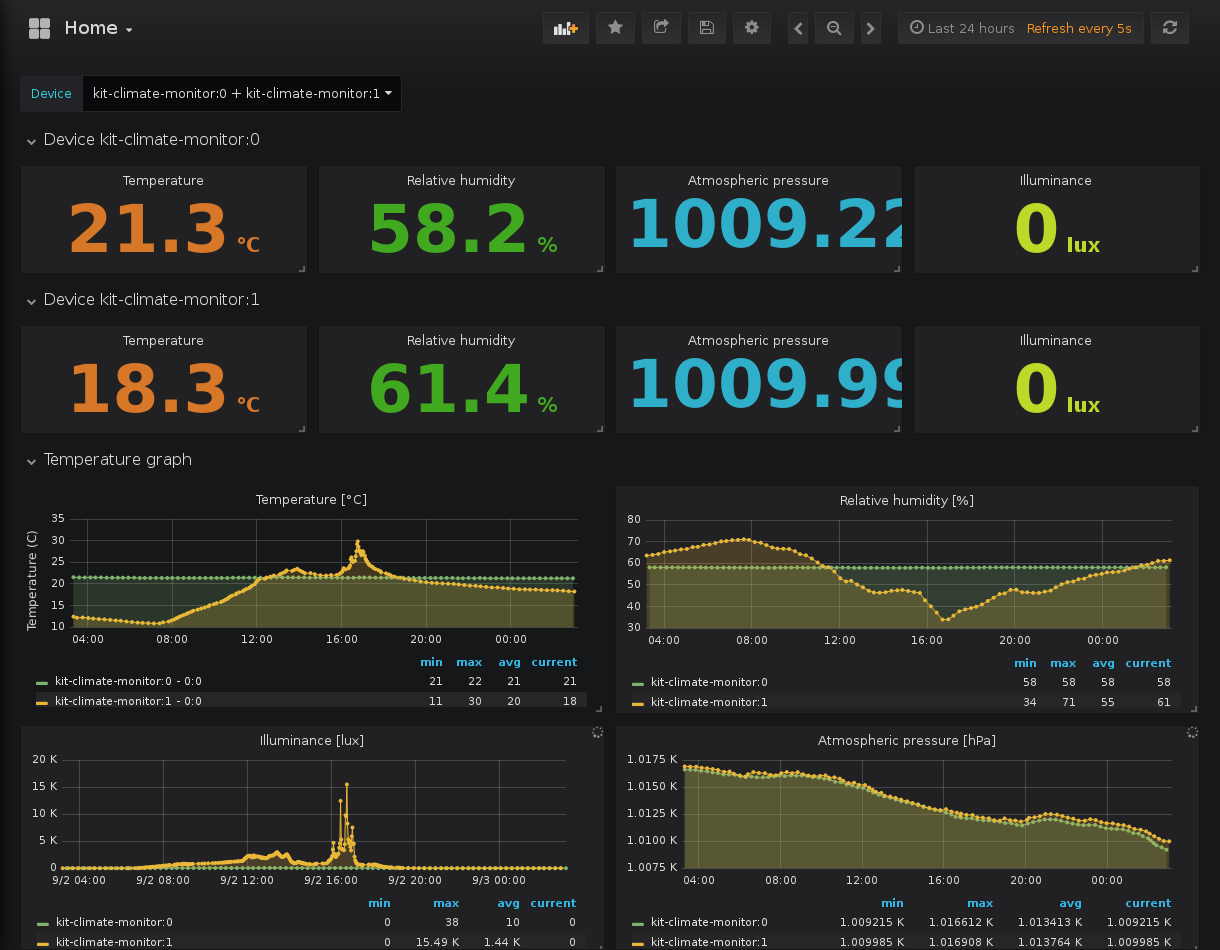 Home
Last 24 hours Refresh every 5s
Device kit-climate-monitor:0 + kit-climate-monitor:1
Device kit-climate-monitor:0
Temperature Relative humidity Atmospheric pressure Illuminance
21.3 °C 58.2 % 1009.22 0 lux
Device kit-climate-monitor:1
Temperature Relative humidity Atmospheric pressure Illuminance
18.3 °C 61.4 % 1009.99 0 lux
Temperature graph
Temperature [°C]
Temperature (C)
35
30
25
20
15
10
04:00 08:00 12:00 16:00 20:00 00:00
min max avg current
kit-climate-monitor:0 - 0:0 21 22 21 21
kit-climate-monitor:1 - 0:0 11 30 20 18
Relative humidity [%]
80
70
60
50
40
30
04:00 08:00 12:00 16:00 20:00 00:00
min max avg current
kit-climate-monitor:0 58 58 58 58
kit-climate-monitor:1 34 71 55 61
Illuminance [lux]
20 K
15 K
10 K
5 K
0
9/2 04:00 9/2 08:00 9/2 12:00 9/2 16:00 9/2 20:00 9/3 00:00
min max avg current
kit-climate-monitor:0 0 38 10 0
kit-climate-monitor:1 0 15.49 K 1.44 K 0
Atmospheric pressure [hPa]
1.0175 K
1.0150 K
1.0125 K
1.0100 K
1.0075 K
04:00 08:00 12:00 16:00 20:00 00:00
min max avg current
kit-climate-monitor:0 1.009215 K 1.016612 K 1.013413 K 1.009215 K
kit-climate-monitor:1 1.009985 K 1.016908 K 1.013764 K 1.009985 K